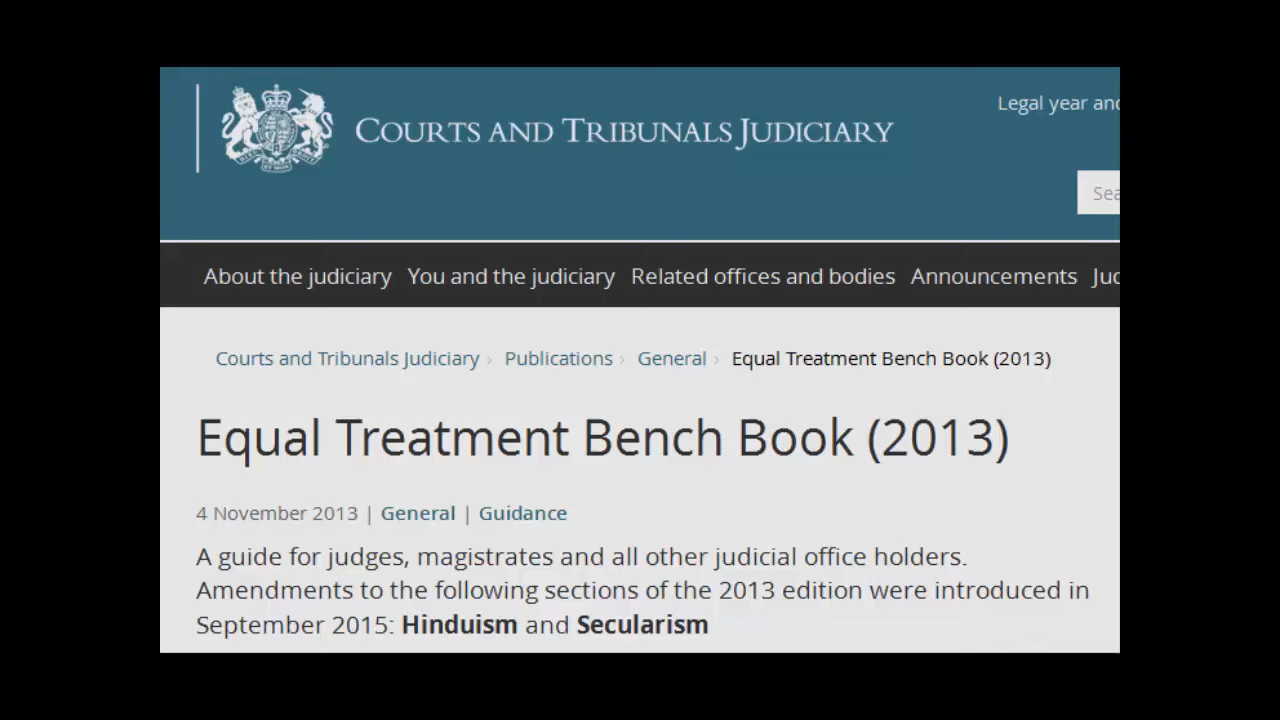 Legal year and
COURTS AND TRIBUNALS JUDICIARY
Sea
About the judiciary You and the judiciary Related offices and bodies Announcements Jud
Courts and Tribunals Judiciary › Publications › General › Equal Treatment Bench Book (2013)
Equal Treatment Bench Book (2013)
4 November 2013 | General | Guidance
A guide for judges, magistrates and all other judicial office holders.
Amendments to the following sections of the 2013 edition were introduced in
September 2015: Hinduism and Secularism